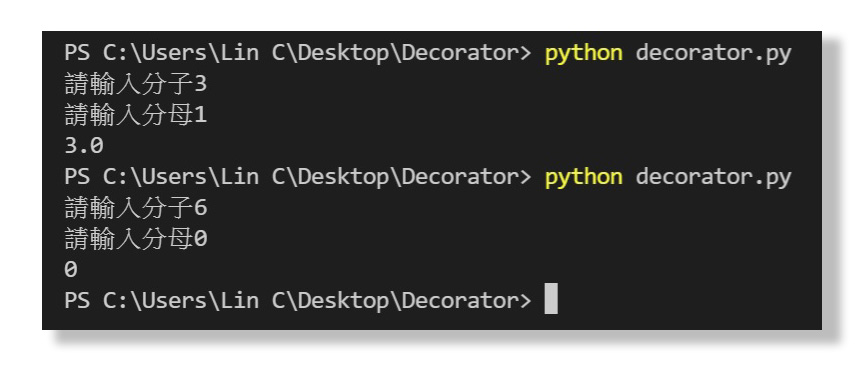 PS C:\Users\Lin C\Desktop\Decorator> python decorator.py
請輸入分子3
請輸入分母1
3.0
PS C:\Users\Lin C\Desktop\Decorator> python decorator.py
請輸入分子6
請輸入分母0
0
PS C:\Users\Lin C\Desktop\Decorator>